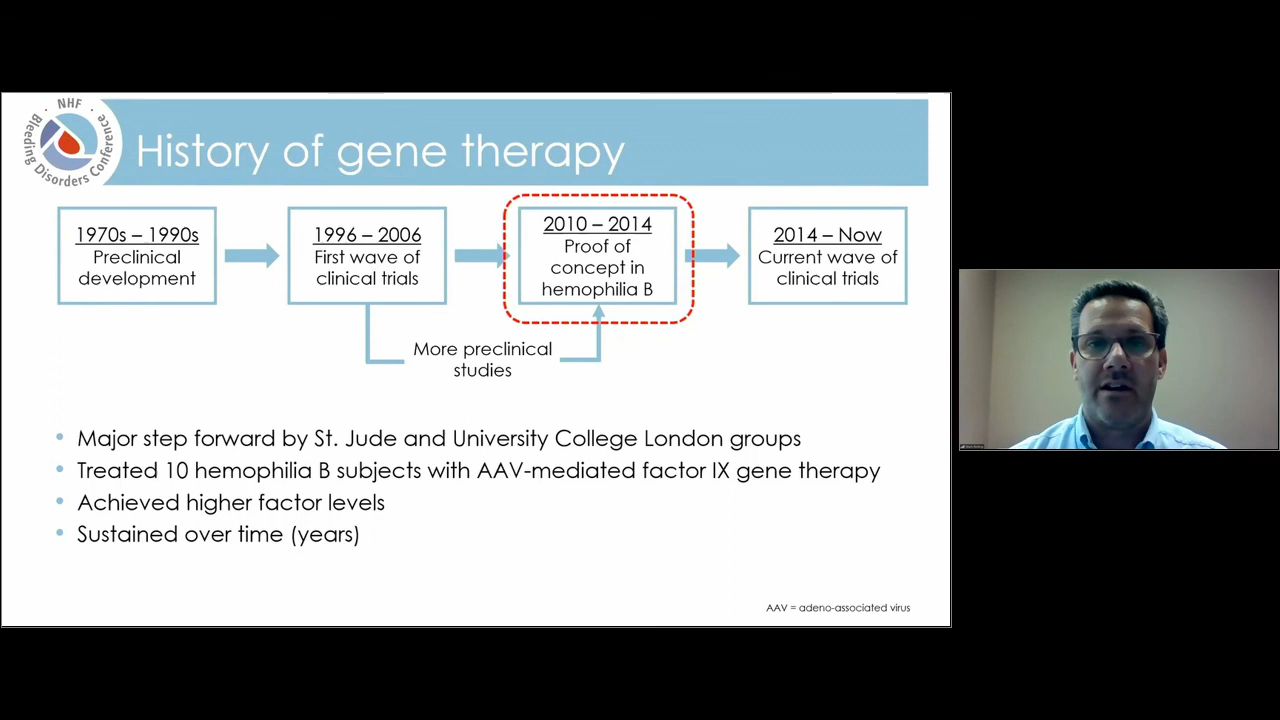 NHF
Bleeding Disorders Conference
History of gene therapy
1970s – 1990s
Preclinical
development
1996 – 2006
First wave of
clinical trials
2010 – 2014
Proof of
concept in
hemophilia B
2014 – Now
Current wave of
clinical trials
More preclinical
studies
• Major step forward by St. Jude and University College London groups
• Treated 10 hemophilia B subjects with AAV-mediated factor IX gene therapy
• Achieved higher factor levels
• Sustained over time (years)
AAV = adeno-associated virus